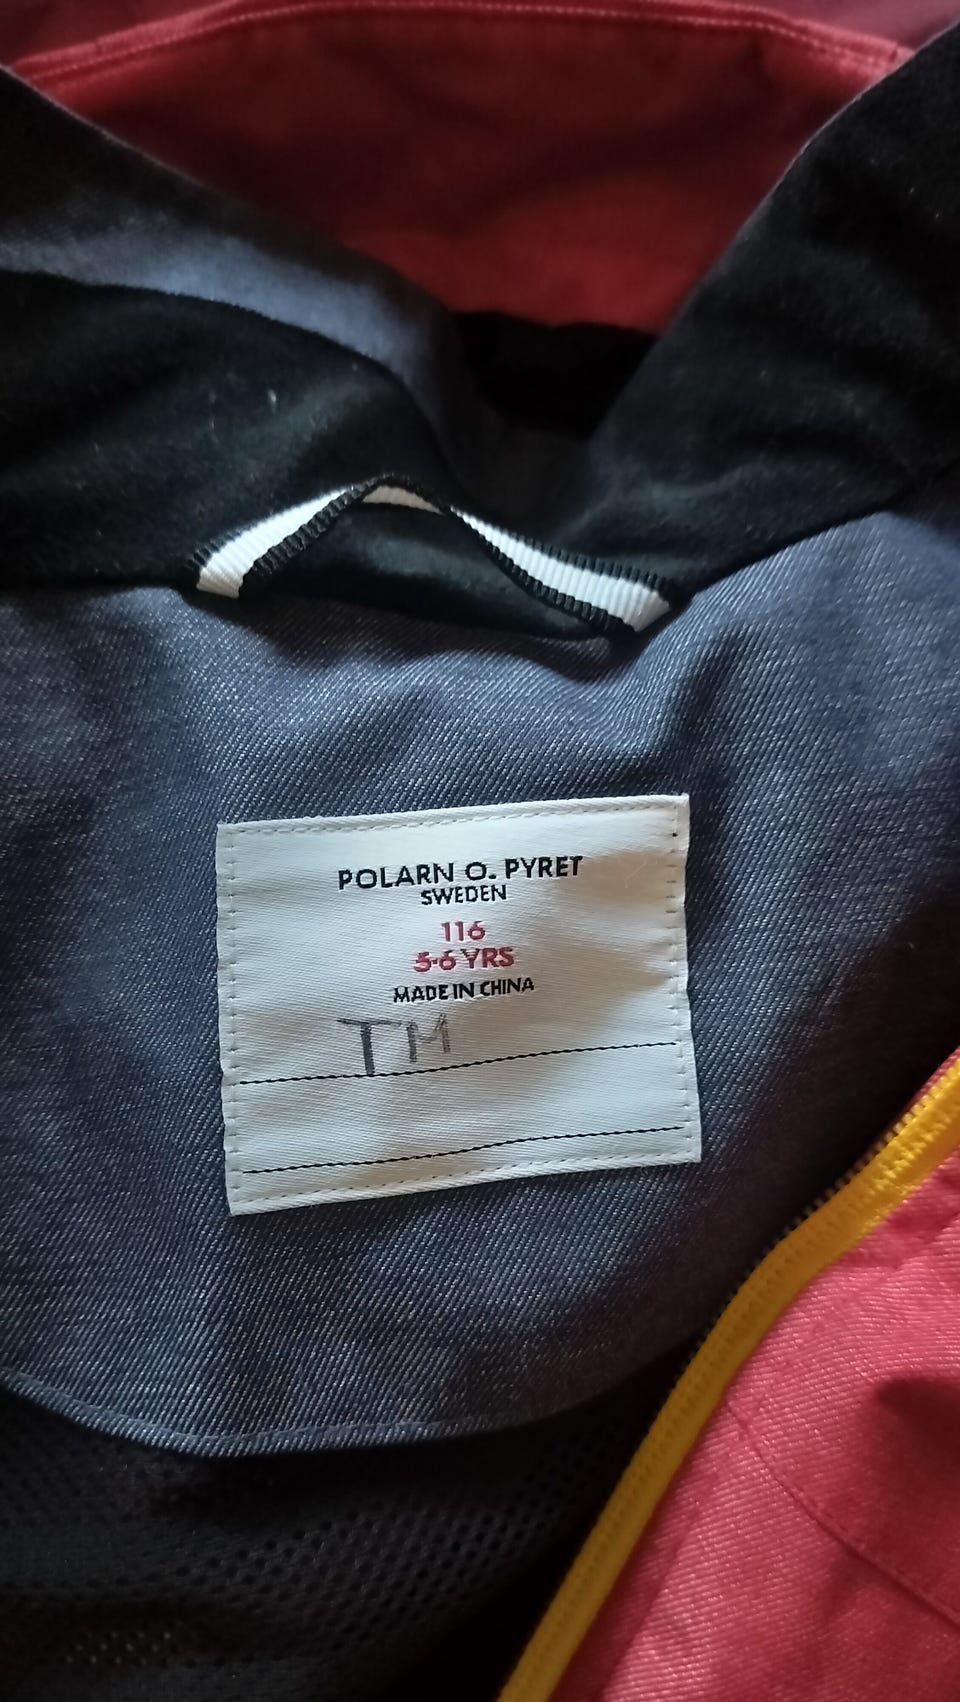 POLARN O. PYRET
SWEDEN
116
5-6 YRS
MADE IN CHINA
TM